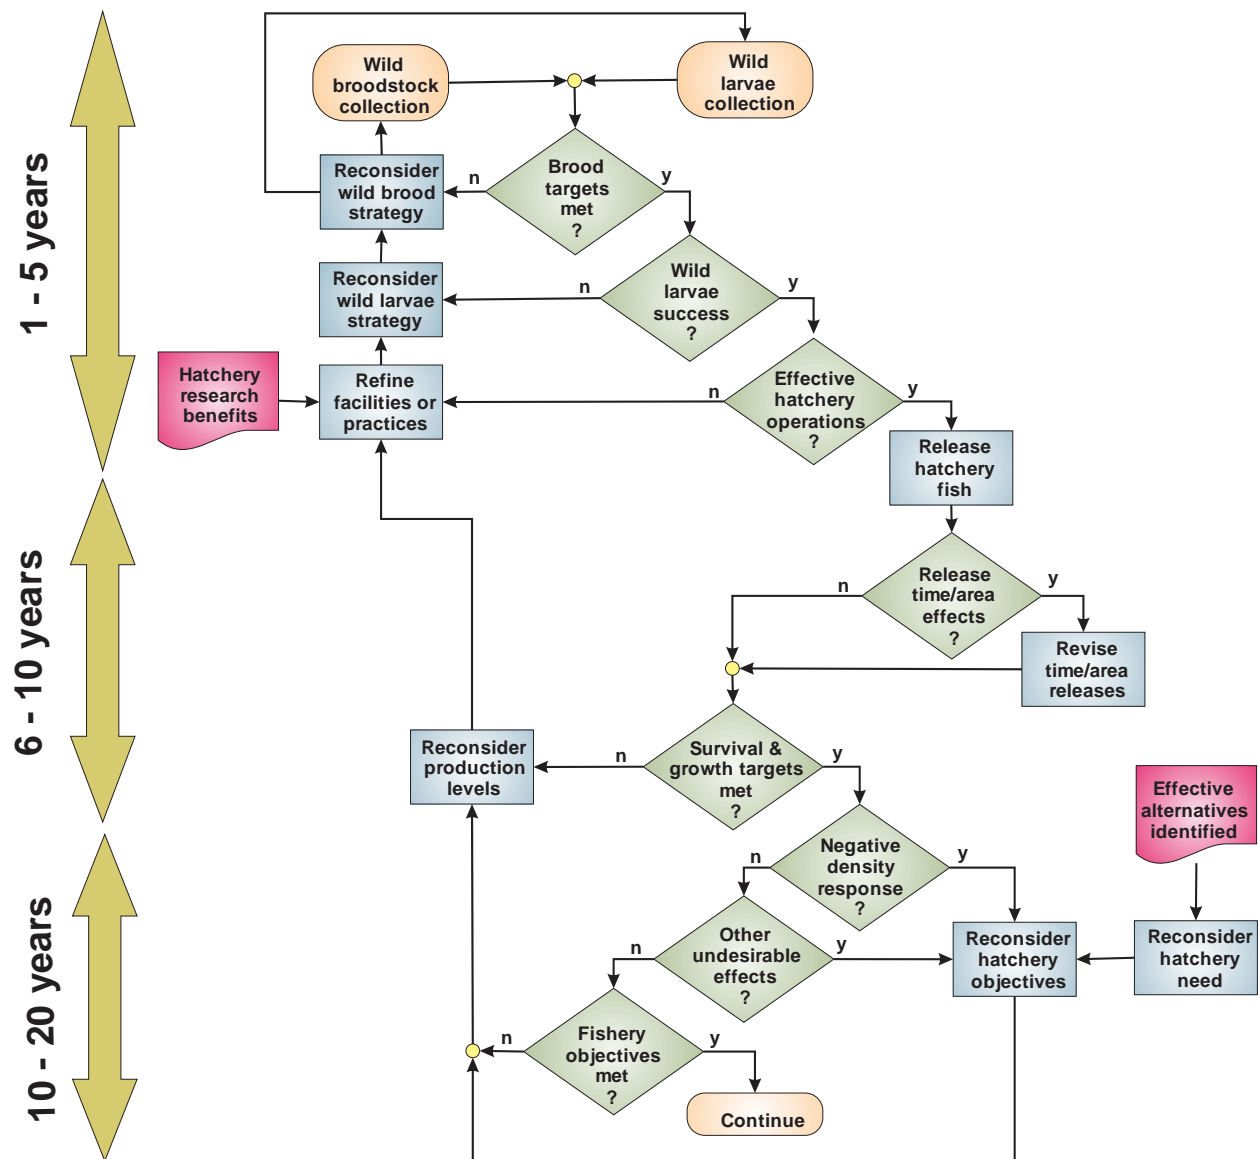 Wild
broodstock
collection
Wild
larvae
collection
Reconsider
wild brood
strategy
n
Brood
targets
met
?
y
1 - 5 years
Reconsider
wild larvae
strategy
n
Wild
larvae
success
?
y
Hatchery
research
benefits
Refine
facilities or
practices
n
Effective
hatchery
operations
?
y
Release
hatchery
fish
6 - 10 years
n
Release
time/area
effects
?
y
Revise
time/area
releases
Reconsider
production
levels
n
Survival &
growth targets
met
?
y
Effective
alternatives
identified
n
Negative
density
response
?
y
10 - 20 years
n
Other
undesirable
effects
?
y
Reconsider
hatchery
objectives
Reconsider
hatchery
need
n
Fishery
objectives
met
?
y
Continue